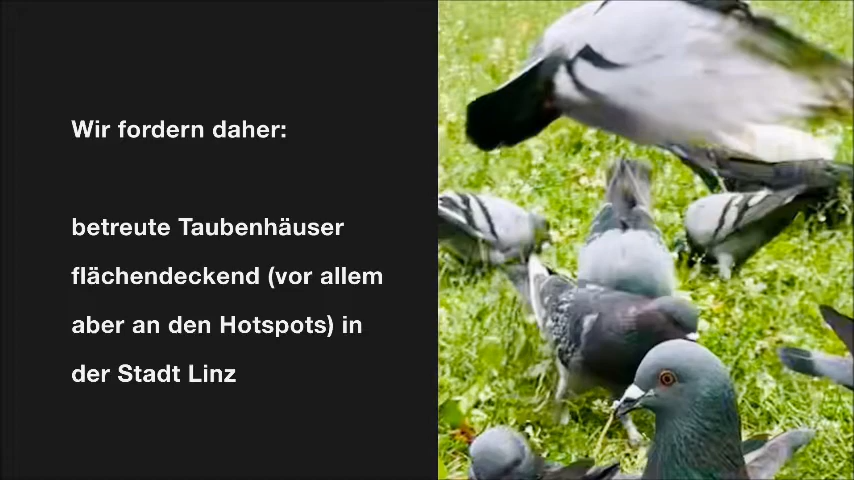 Wir fordern daher:
betreute Taubenhäuser
flächendeckend (vor allem
aber an den Hotspots) in
der Stadt Linz